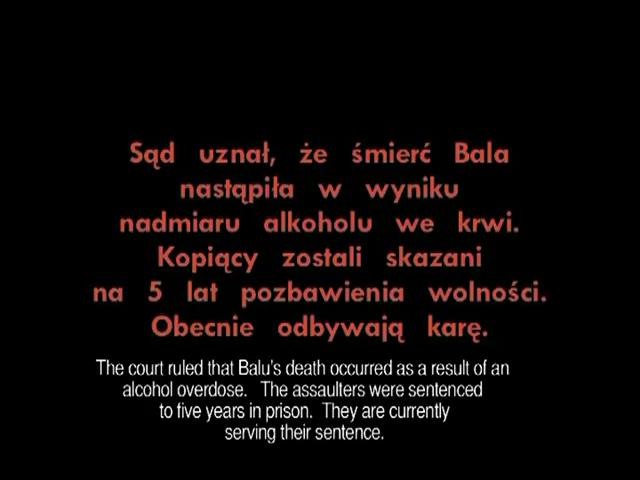 Sąd uznał, że śmierć Bala
nastąpiła w wyniku
nadmiaru alkoholu we krwi.
Kopiący zostali skazani
na 5 lat pozbawienia wolności.
Obecnie odbywają karę.
The court ruled that Balu's death occurred as a result of an
alcohol overdose. The assaulters were sentenced
to five years in prison. They are currently
serving their sentence.